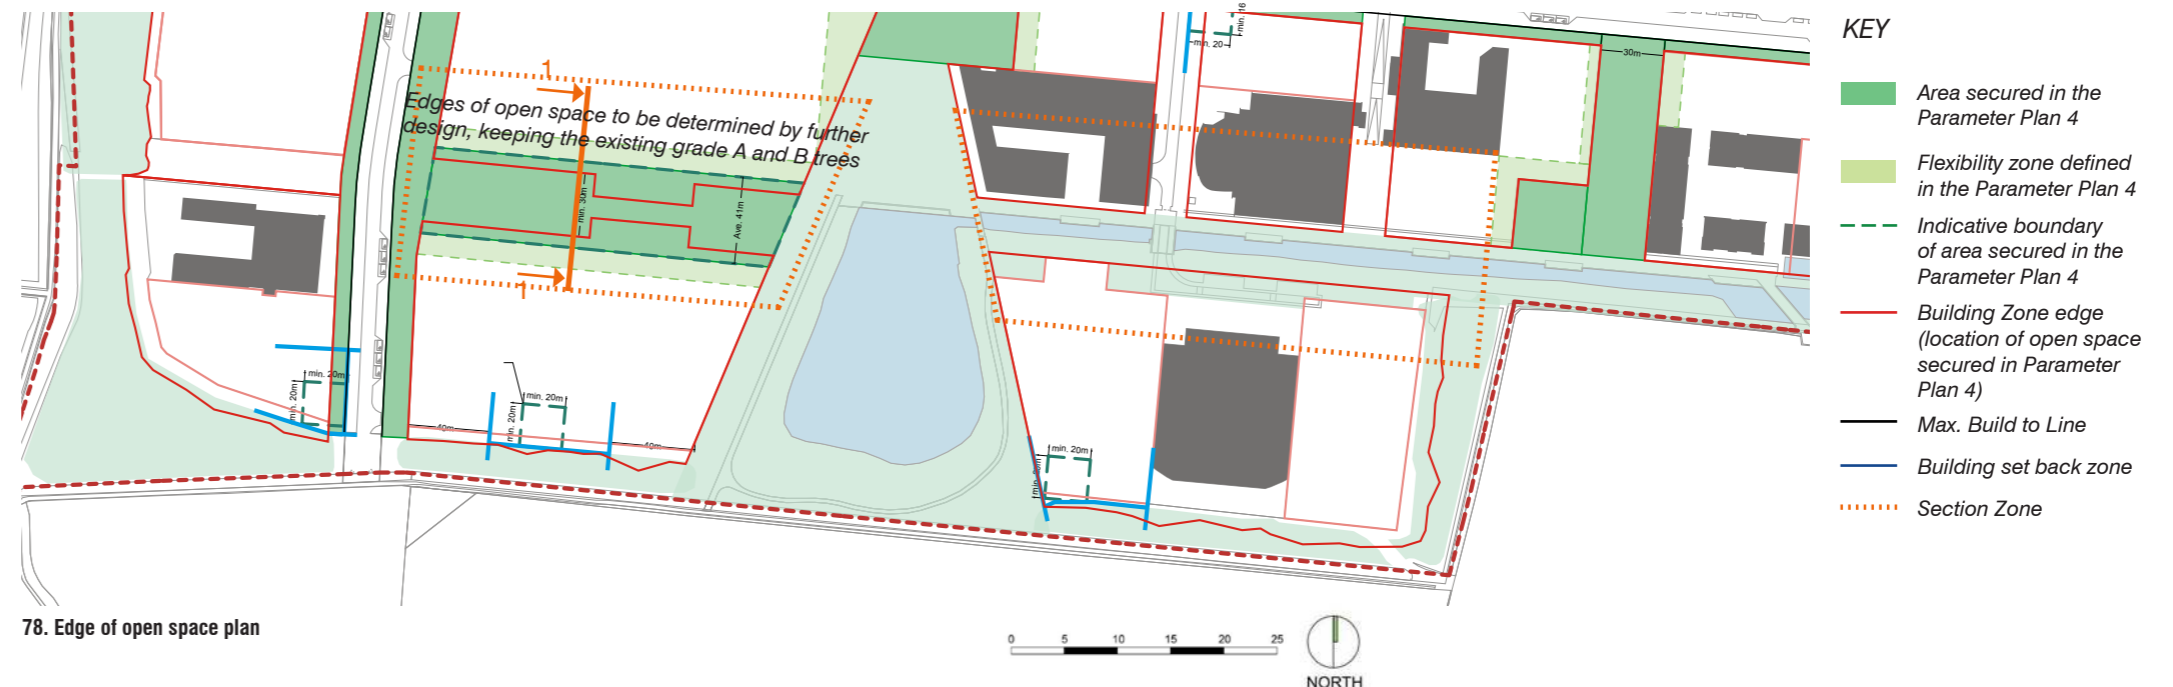 min. 20
min. 16
30m
1
Edges of open space to be determined by further
design, keeping the existing grade A and B trees
min. 30m
Ave. 41m
1
min. 20m
min. 20m
min. 20m
min. 20m
40m
40m
min. 20m
KEY
Area secured in the
Parameter Plan 4
Flexibility zone defined
in the Parameter Plan 4
Indicative boundary
of area secured in the
Parameter Plan 4
Building Zone edge
(location of open space
secured in Parameter
Plan 4)
Max. Build to Line
Building set back zone
Section Zone
78. Edge of open space plan
0 5 10 15 20 25
NORTH